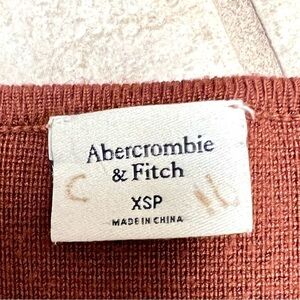 Abercrombie
& Fitch
XSP
MADE IN CHINA